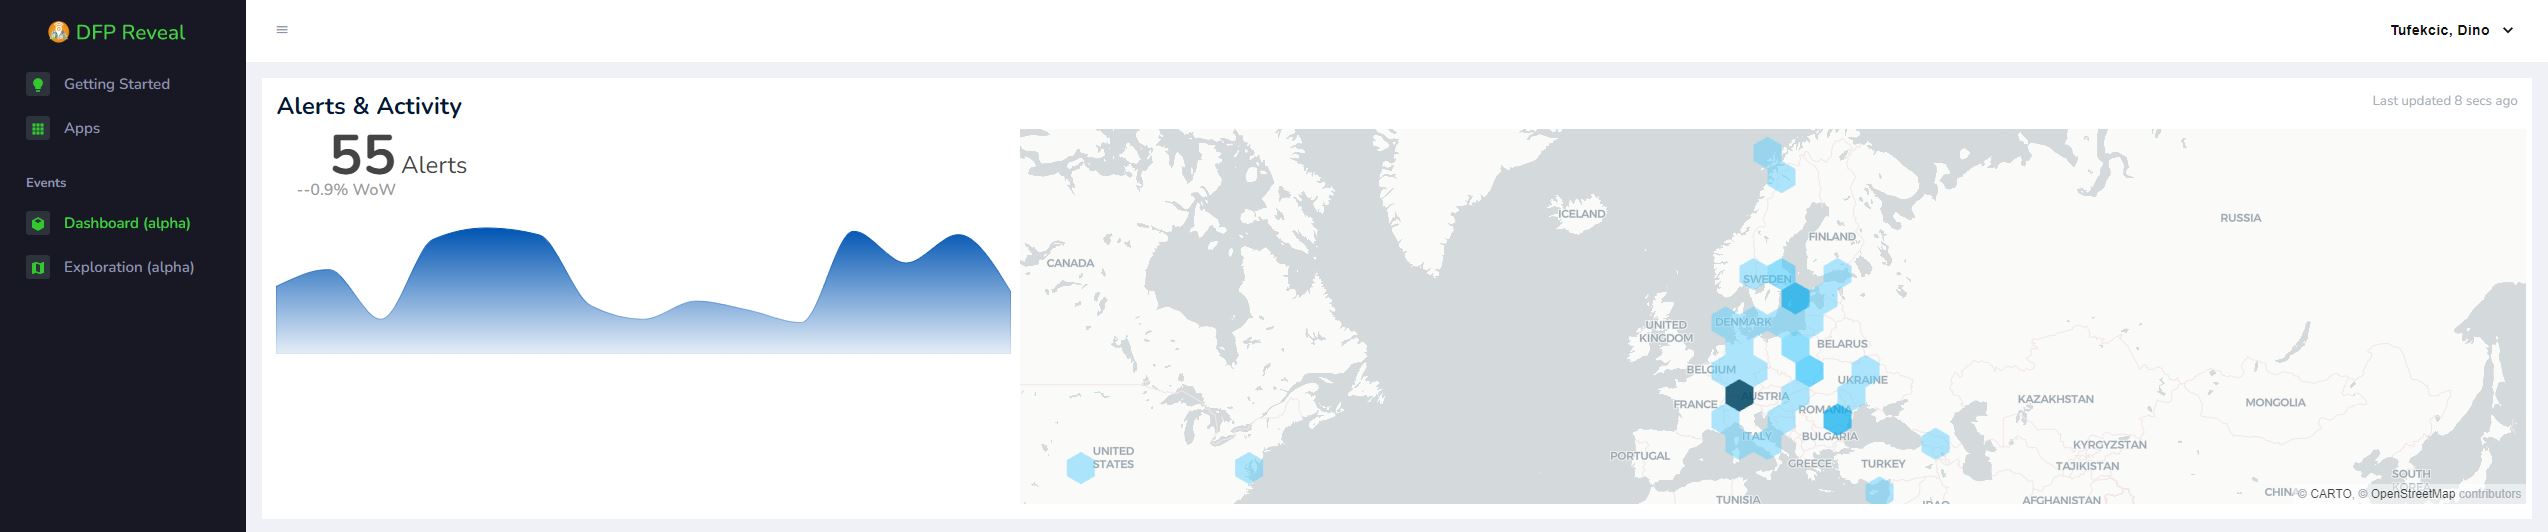 DFP Reveal
Tufekcic, Dino
Getting Started
Apps
Events
Dashboard (alpha)
Exploration (alpha)
Alerts & Activity
Last updated 8 secs ago
55 Alerts
--0.9% WoW
ICELAND
RUSSIA
FINLAND
CANADA
SWEDEN
UNITED
KINGDOM
DENMARK
BELARUS
BELGIUM
UKRAINE
AUSTRIA
FRANCE
ROMANIA
KAZAKHSTAN
MONGOLIA
ITALY
BULGARIA
KYRGYZSTAN
UNITED
STATES
PORTUGAL
GREECE
TURKEY
TAJIKISTAN
SOUTH
KOREA
TUNISIA
IRAQ
AFGHANISTAN
CHINA
© CARTO, © OpenStreetMap contributors